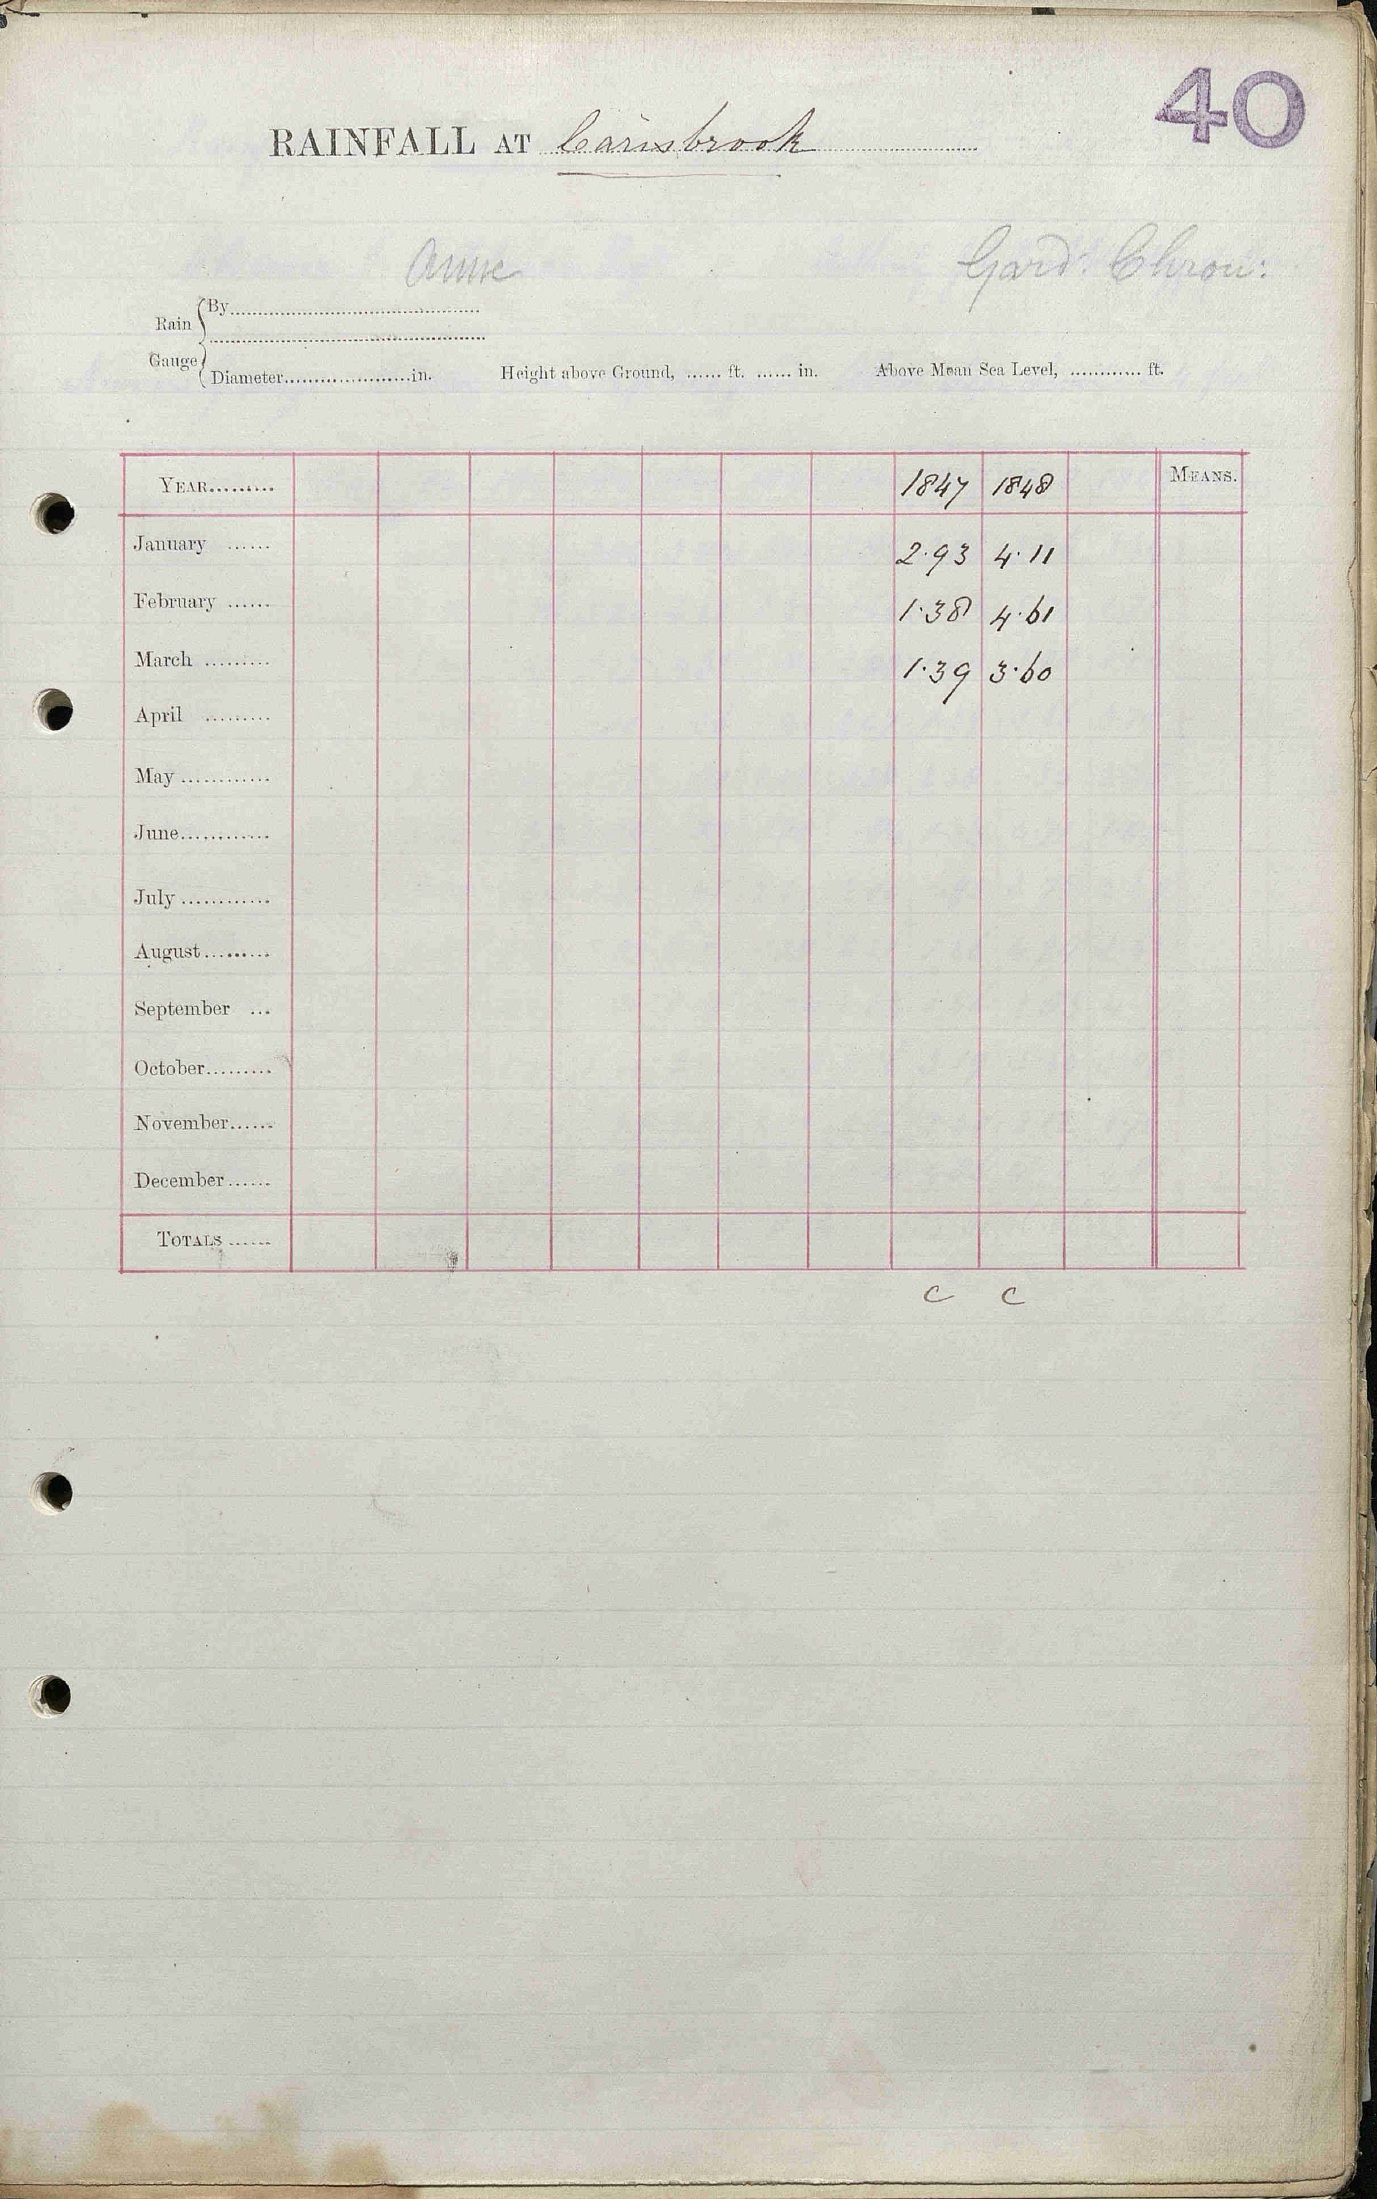 40
RAINFALL AT Carisbrook
Gard: Chron:
Rain Gauge
By
Diameter in. Height above Ground, ft. in. Above Mean Sea Level, ft.
YEAR 1847 1848 MEANS.
January 2.93 4.11
February 1.38 4.61
March 1.39 3.60
April
May
June
July
August
September
October
November
December
TOTALS
C C